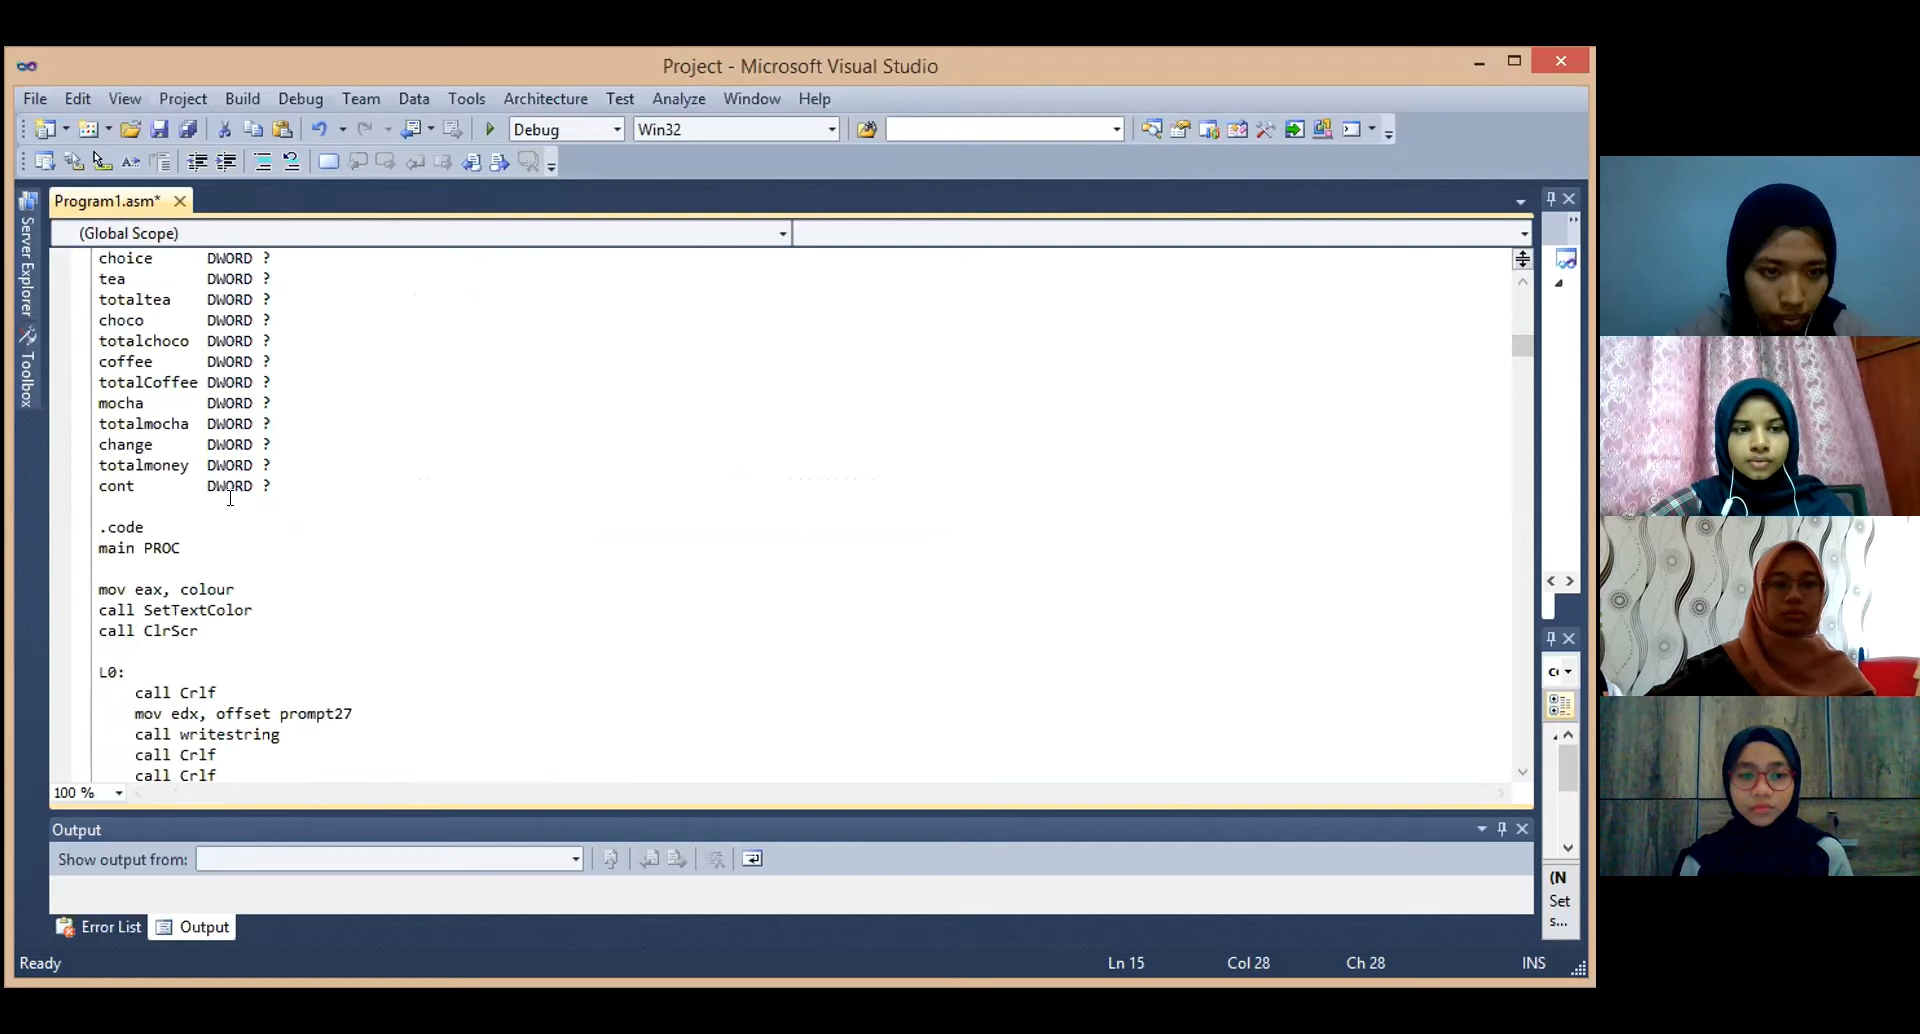 Project - Microsoft Visual Studio
File Edit View Project Build Debug Team Data Tools Architecture Test Analyze Window Help
Debug Win32
Server Explorer
Toolbox
Program1.asm*
(Global Scope)
choice DWORD ?
tea DWORD ?
totaltea DWORD ?
choco DWORD ?
totalchoco DWORD ?
coffee DWORD ?
totalCoffee DWORD ?
mocha DWORD ?
totalmocha DWORD ?
change DWORD ?
totalmoney DWORD ?
cont DWORD ?
.code
main PROC
mov eax, colour
call SetTextColor
call ClrScr
L0:
call Crlf
mov edx, offset prompt27
call writestring
call Crlf
call Crlf
100 %
Output
Show output from:
Error List Output
(N
Set
s...
Ready Ln 15 Col 28 Ch 28 INS